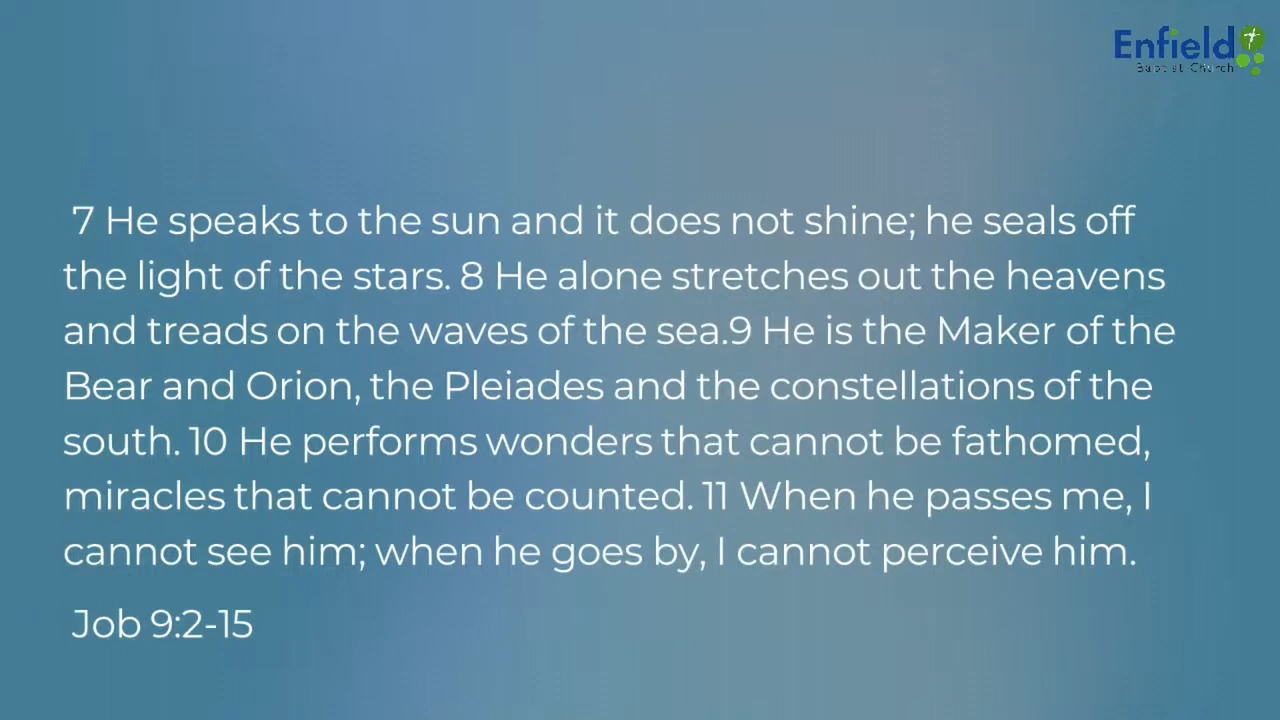 Enfield
Baptist Church
7 He speaks to the sun and it does not shine; he seals off
the light of the stars. 8 He alone stretches out the heavens
and treads on the waves of the sea.9 He is the Maker of the
Bear and Orion, the Pleiades and the constellations of the
south. 10 He performs wonders that cannot be fathomed,
miracles that cannot be counted. 11 When he passes me, I
cannot see him; when he goes by, I cannot perceive him.
Job 9:2-15